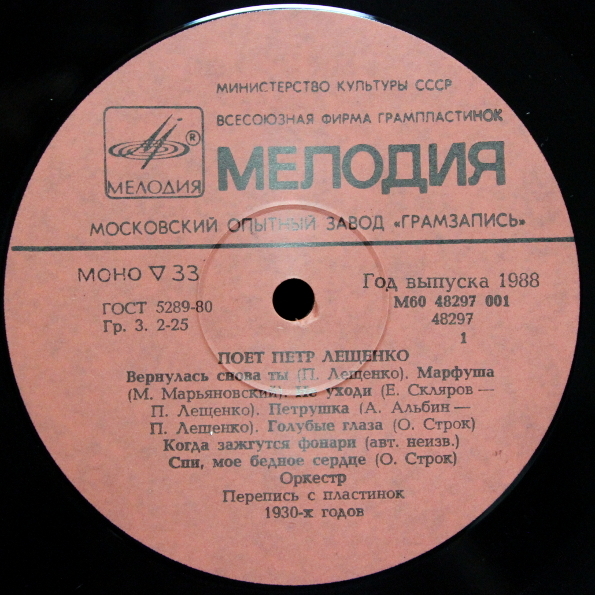 МИНИСТЕРСТВО КУЛЬТУРЫ СССР
ВСЕСОЮЗНАЯ ФИРМА ГРАМПЛАСТИНОК
МЕЛОДИЯ ® МЕЛОДИЯ
МОСКОВСКИЙ ОПЫТНЫЙ ЗАВОД «ГРАМЗАПИСЬ»
МОНО ▽ 33
Год выпуска 1988
ГОСТ 5289-80
М60 48297 001
Гр. 3. 2-25
48297
1
ПОЕТ ПЕТР ЛЕЩЕНКО
Вернулась снова ты (П. Лещенко). Марфуша
(М. Марьяновский). Не уходи (Е. Скляров —
П. Лещенко). Петрушка (А. Альбин —
П. Лещенко). Голубые глаза (О. Строк)
Когда зажгутся фонари (авт. неизв.)
Спи, мое бедное сердце (О. Строк)
Оркестр
Перепись с пластинок
1930-х годов